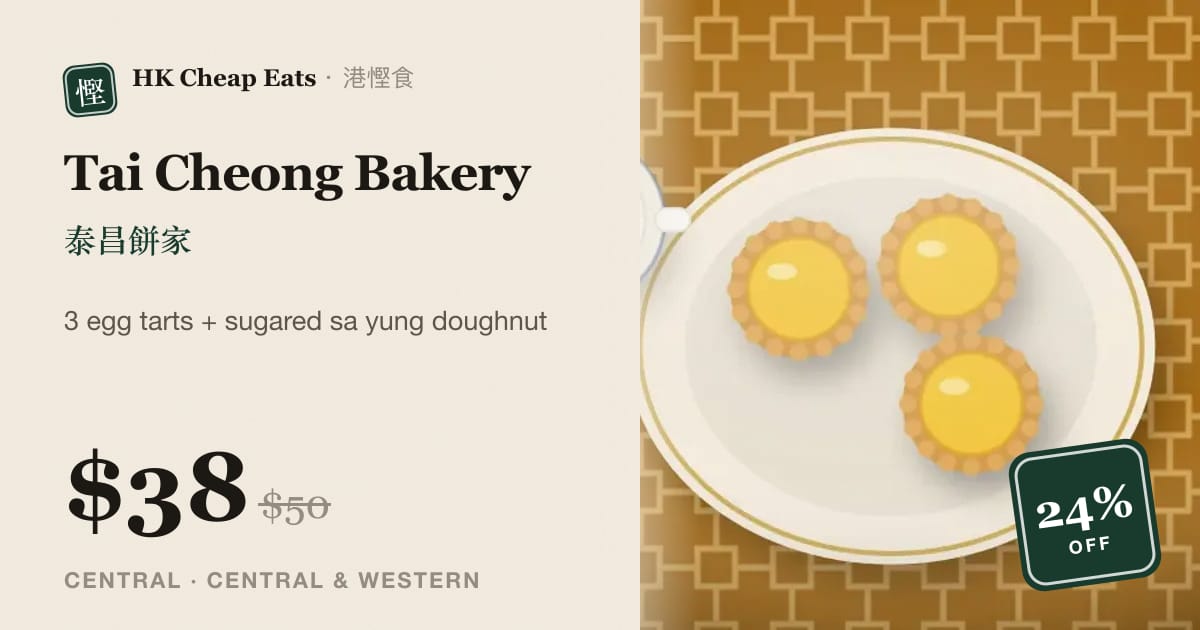 慳
HK Cheap Eats · 港慳食
Tai Cheong Bakery
泰昌餅家
3 egg tarts + sugared sa yung doughnut
$38 $50
CENTRAL · CENTRAL & WESTERN
24%
OFF